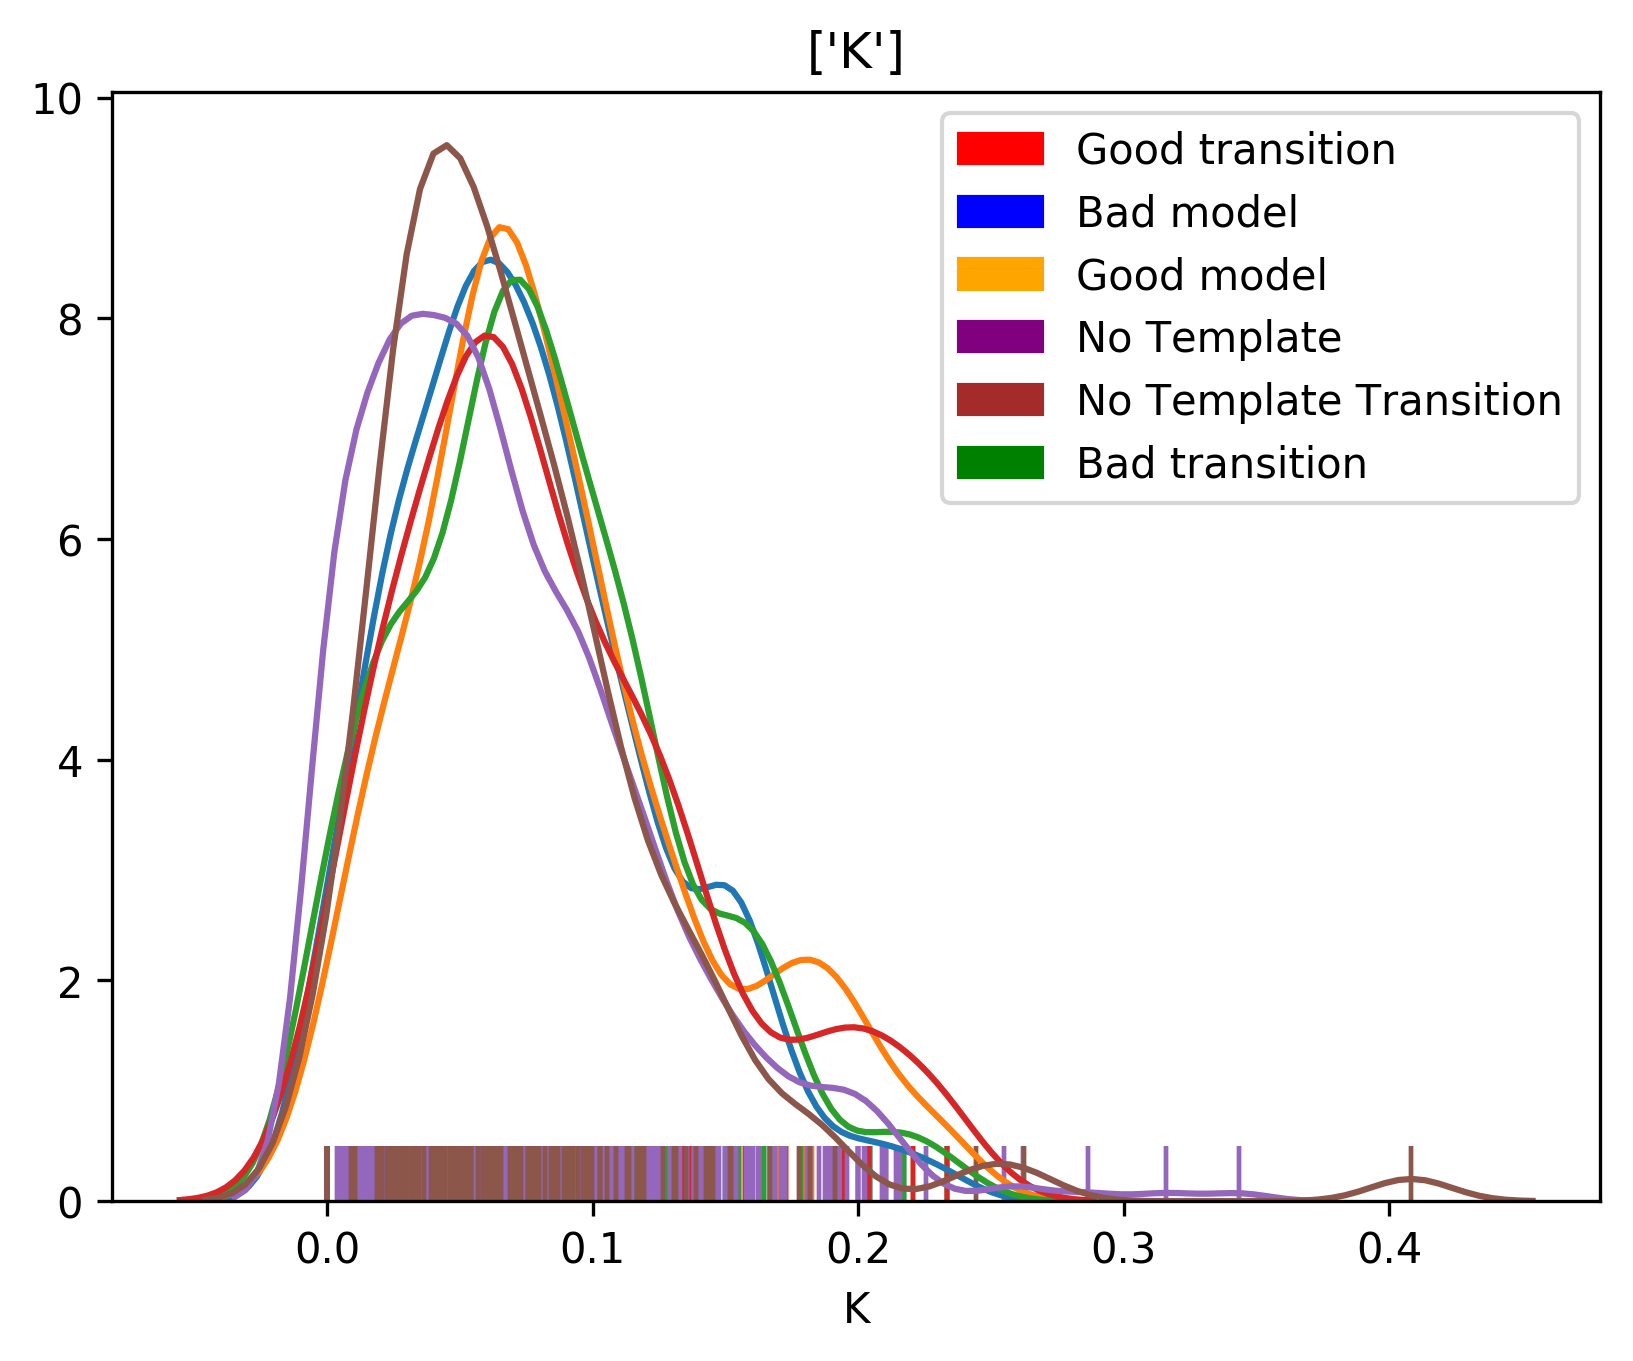 ['K']
10
8
6
4
2
0
Good transition
Bad model
Good model
No Template
No Template Transition
Bad transition
0.0 0.1 0.2 0.3 0.4
K